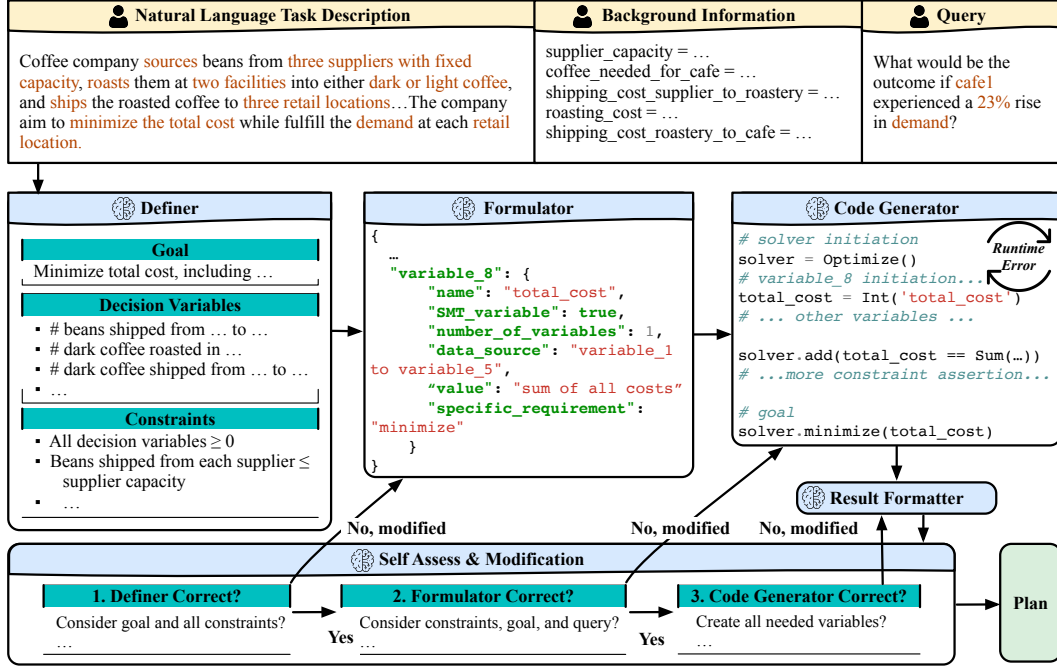 Natural Language Task Description
Coffee company sources beans from three suppliers with fixed
capacity, roasts them at two facilities into either dark or light coffee,
and ships the roasted coffee to three retail locations…The company
aim to minimize the total cost while fulfill the demand at each retail
location.
Background Information
supplier_capacity = …
coffee_needed_for_cafe = …
shipping_cost_supplier_to_roastery = …
roasting_cost = …
shipping_cost_roastery_to_cafe = …
Query
What would be the
outcome if cafe1
experienced a 23% rise
in demand?
Definer
Goal
Minimize total cost, including …
Decision Variables
▪ # beans shipped from … to …
▪ # dark coffee roasted in …
▪ # dark coffee shipped from … to …
▪ …
Constraints
▪ All decision variables ≥ 0
▪ Beans shipped from each supplier ≤
supplier capacity
▪ …
Formulator
{
…
"variable_8": {
"name": "total_cost",
"SMT_variable": true,
"number_of_variables": 1,
"data_source": "variable_1
to variable_5",
“value": "sum of all costs”
"specific_requirement":
"minimize"
}
}
Code Generator
# solver initiation
solver = Optimize()
# variable_8 initiation...
total_cost = Int('total_cost')
# ... other variables ...
solver.add(total_cost == Sum(…))
# ...more constraint assertion...
# goal
solver.minimize(total_cost)
Runtime
Error
Result Formatter
No, modified
No, modified
No, modified
Self Assess & Modification
1. Definer Correct?
Consider goal and all constraints?
…
Yes
2. Formulator Correct?
Consider constraints, goal, and query?
…
Yes
3. Code Generator Correct?
Create all needed variables?
…
Plan